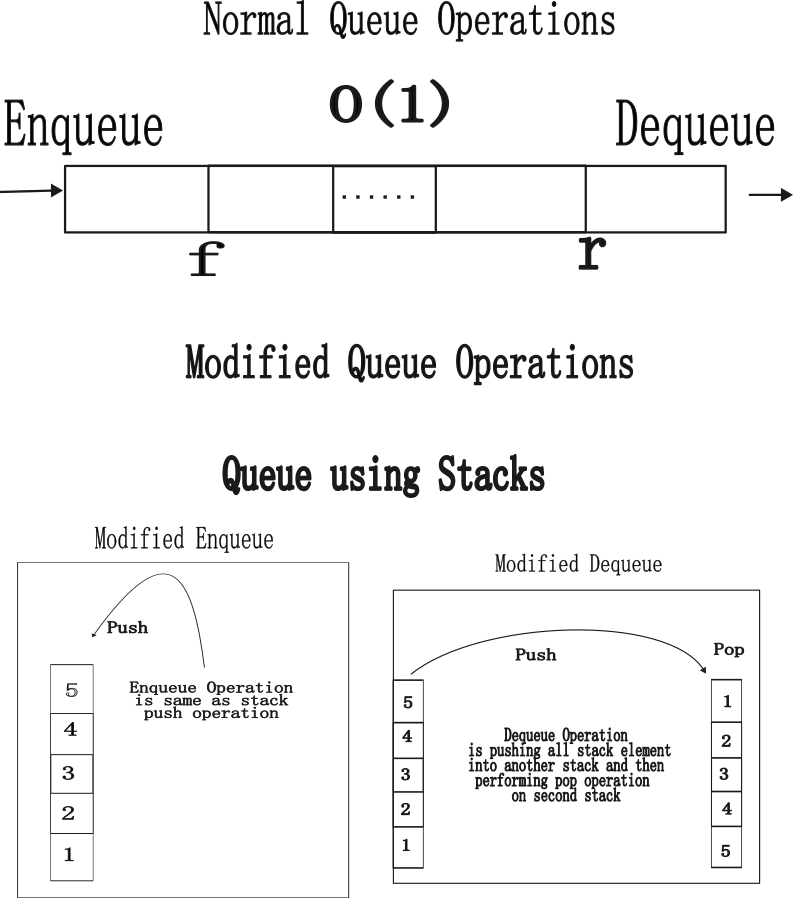 Normal Queue Operations
O(1)
Enqueue
Dequeue
......
f
r
Modified Queue Operations
Queue using Stacks
Modified Enqueue
Push
5
4
3
2
1
Enqueue Operation
is same as stack
push operation
Modified Dequeue
Push
Pop
5
4
3
2
1
Dequeue Operation
is pushing all stack element
into another stack and then
performing pop operation
on second stack
1
2
3
4
5